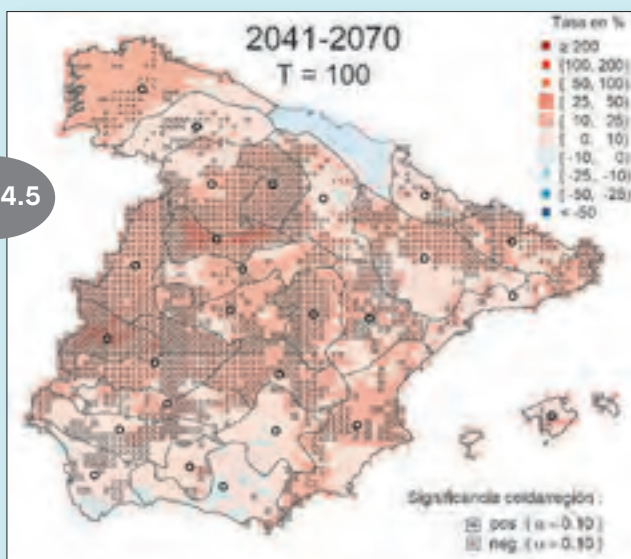 2041-2070
T = 100
Tasa en %
≥ 200
[100, 200)
[ 50, 100)
[ 25, 50)
[ 10, 25)
[ 0, 10)
[-10, 0)
[-25, -10)
[-50, -25)
< -50
4.5
Significancia celda/región :
pos. ( α = 0.10 )
neg. ( α = 0.10 )